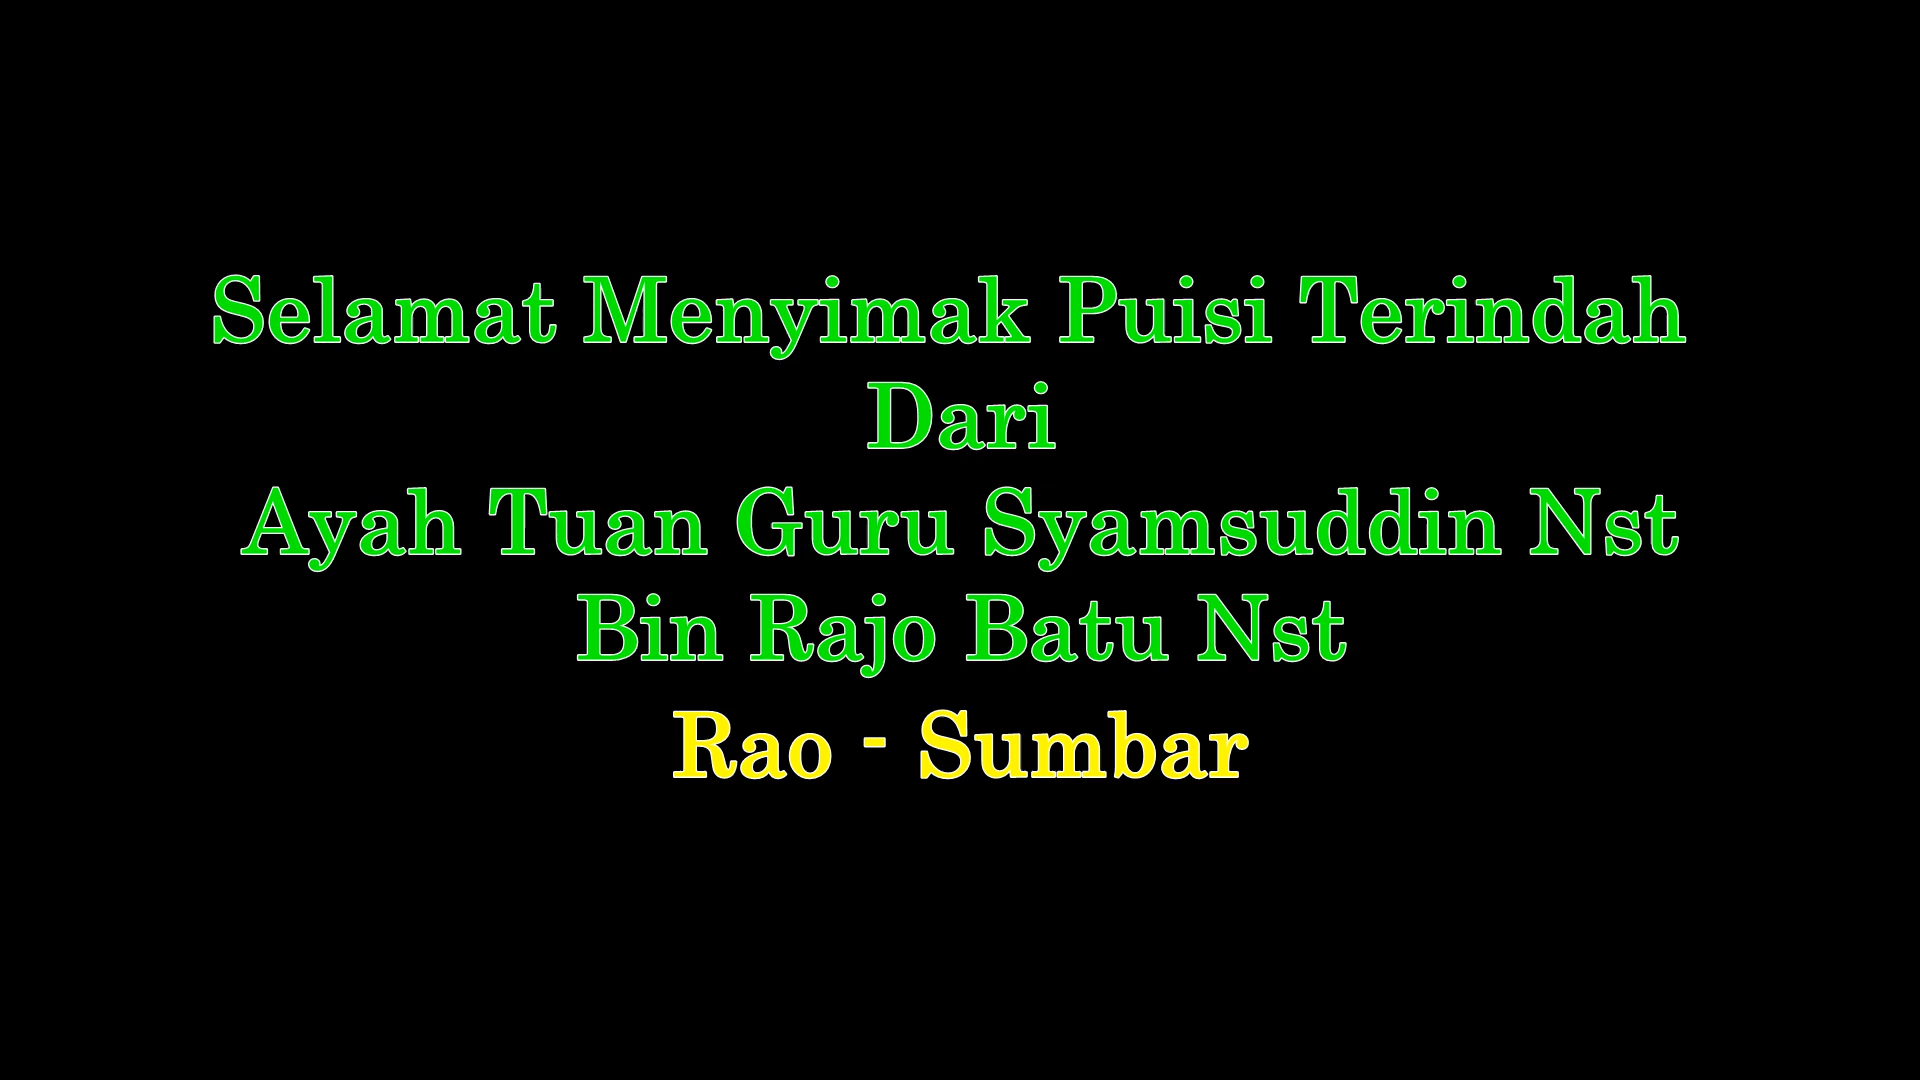 Selamat Menyimak Puisi Terindah
Dari
Ayah Tuan Guru Syamsuddin Nst
Bin Rajo Batu Nst
Rao - Sumbar